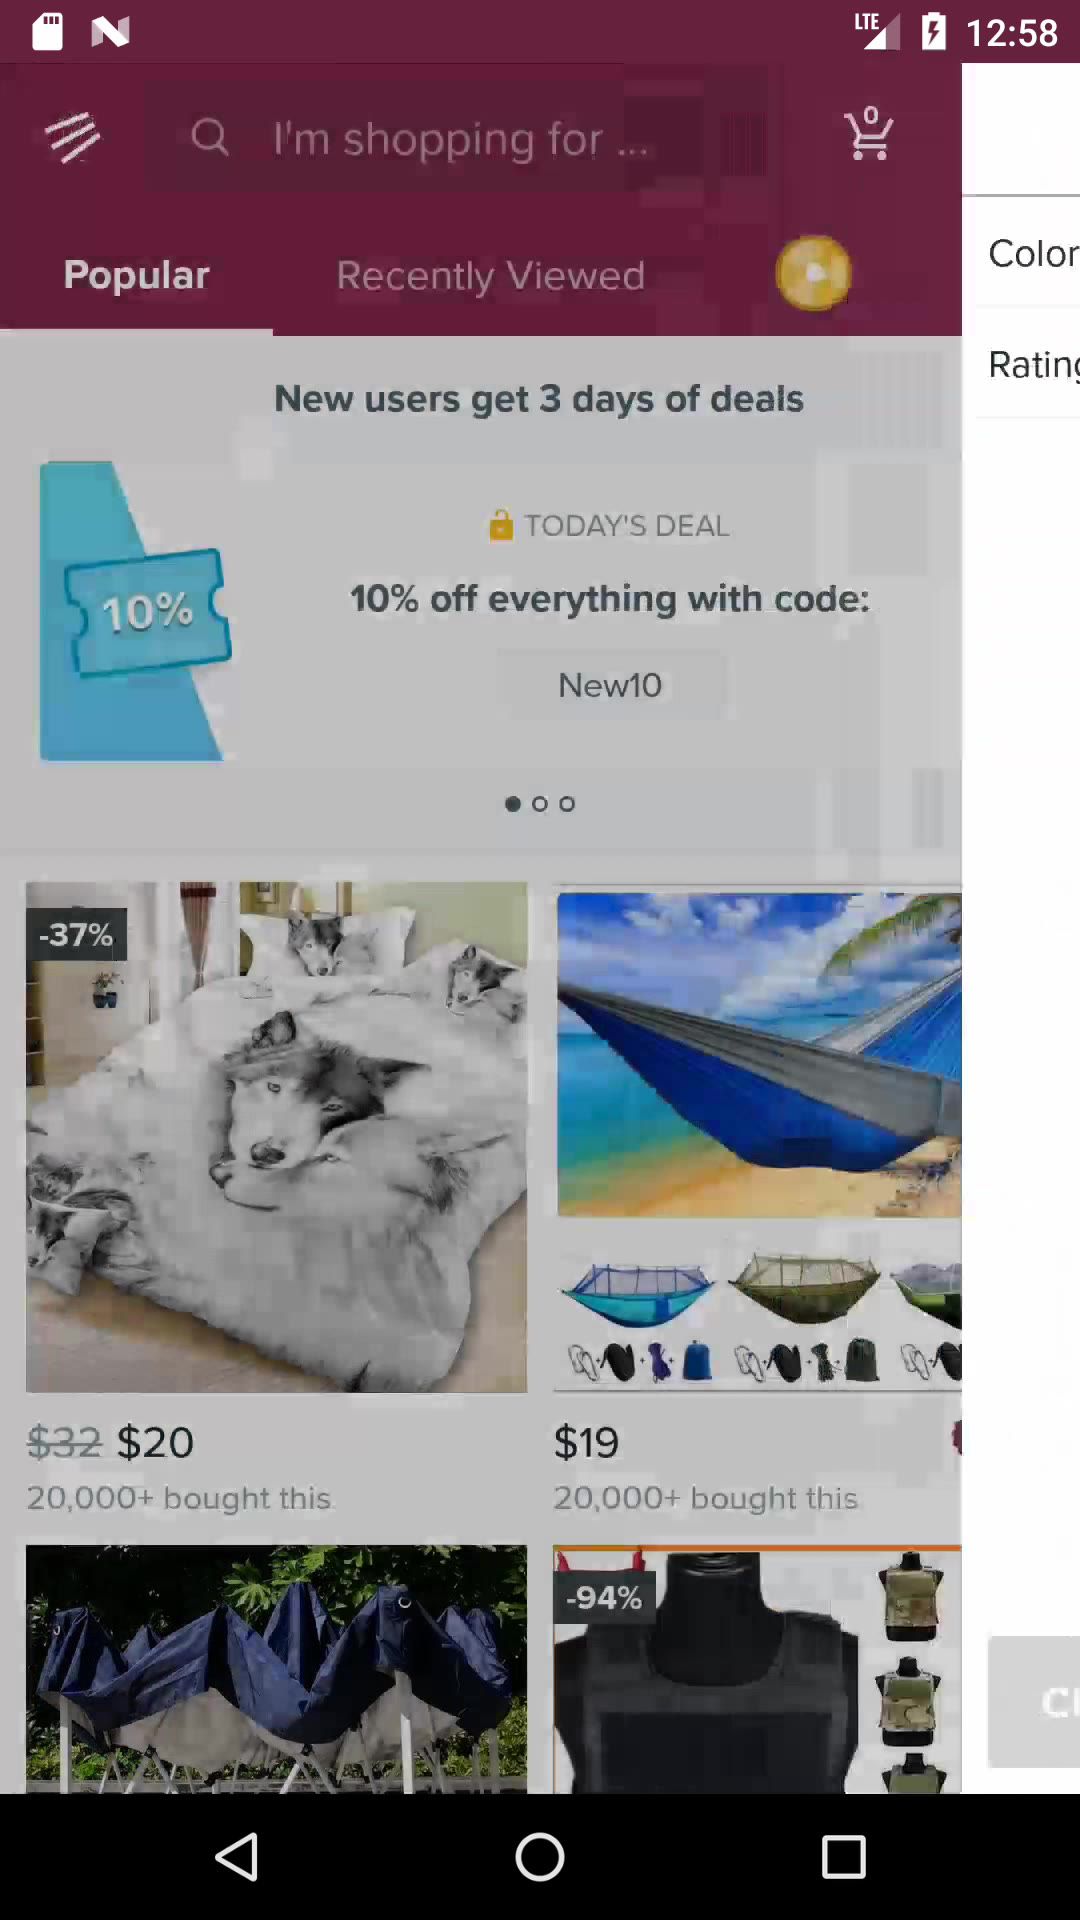 LTE 12:58
I'm shopping for ...
0
Popular
Recently Viewed
Color
Rating
New users get 3 days of deals
TODAY'S DEAL
10%
10% off everything with code:
New10
-37%
$32 $20
$19
20,000+ bought this
20,000+ bought this
-94%